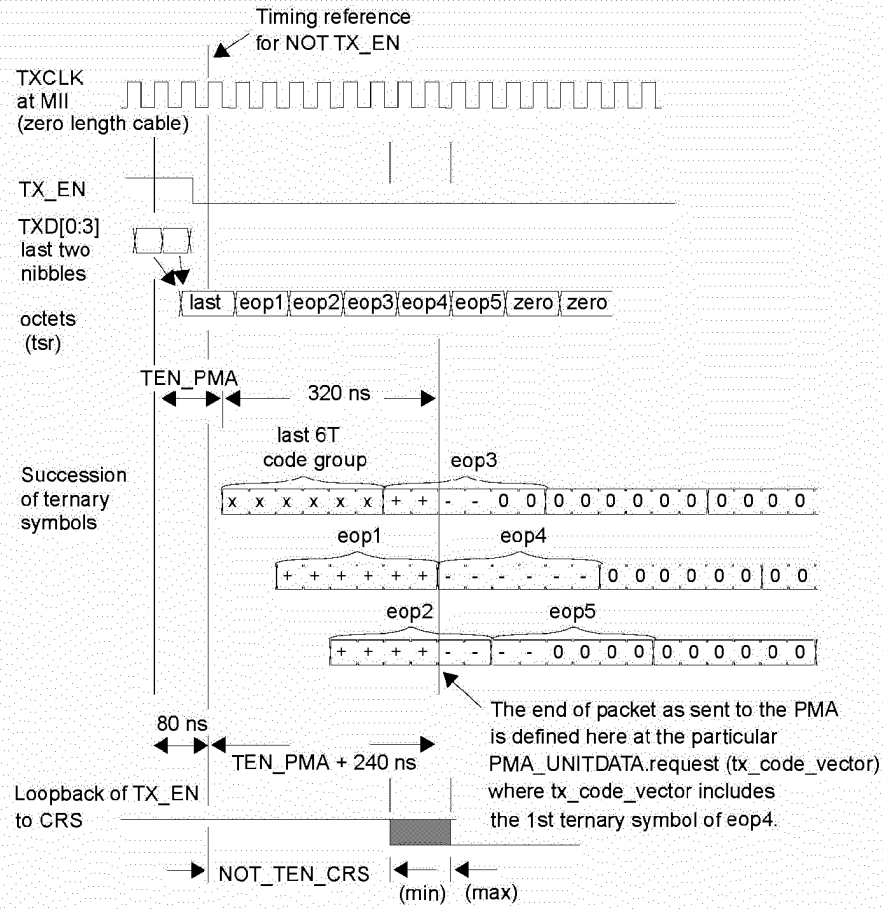 Timing reference
for NOT TX_EN
TXCLK
at MII
(zero length cable)
TX_EN
TXD[0:3]
last two
nibbles
octets
(tsr)
last eop1 eop2 eop3 eop4 eop5 zero zero
TEN_PMA
320 ns
last 6T
code group
eop3
Succession
of ternary
symbols
x x x x x x + + - - 0 0 0 0 0 0 0 0 0 0 0 0
eop1 eop4
+ + + + + + - - - - - - 0 0 0 0 0 0 0 0
eop2 eop5
+ + + + - - - - 0 0 0 0 0 0 0 0 0 0
The end of packet as sent to the PMA
is defined here at the particular
PMA_UNITDATA.request (tx_code_vector)
where tx_code_vector includes
the 1st ternary symbol of eop4.
80 ns
TEN_PMA + 240 ns
Loopback of TX_EN
to CRS
NOT_TEN_CRS
(min) (max)